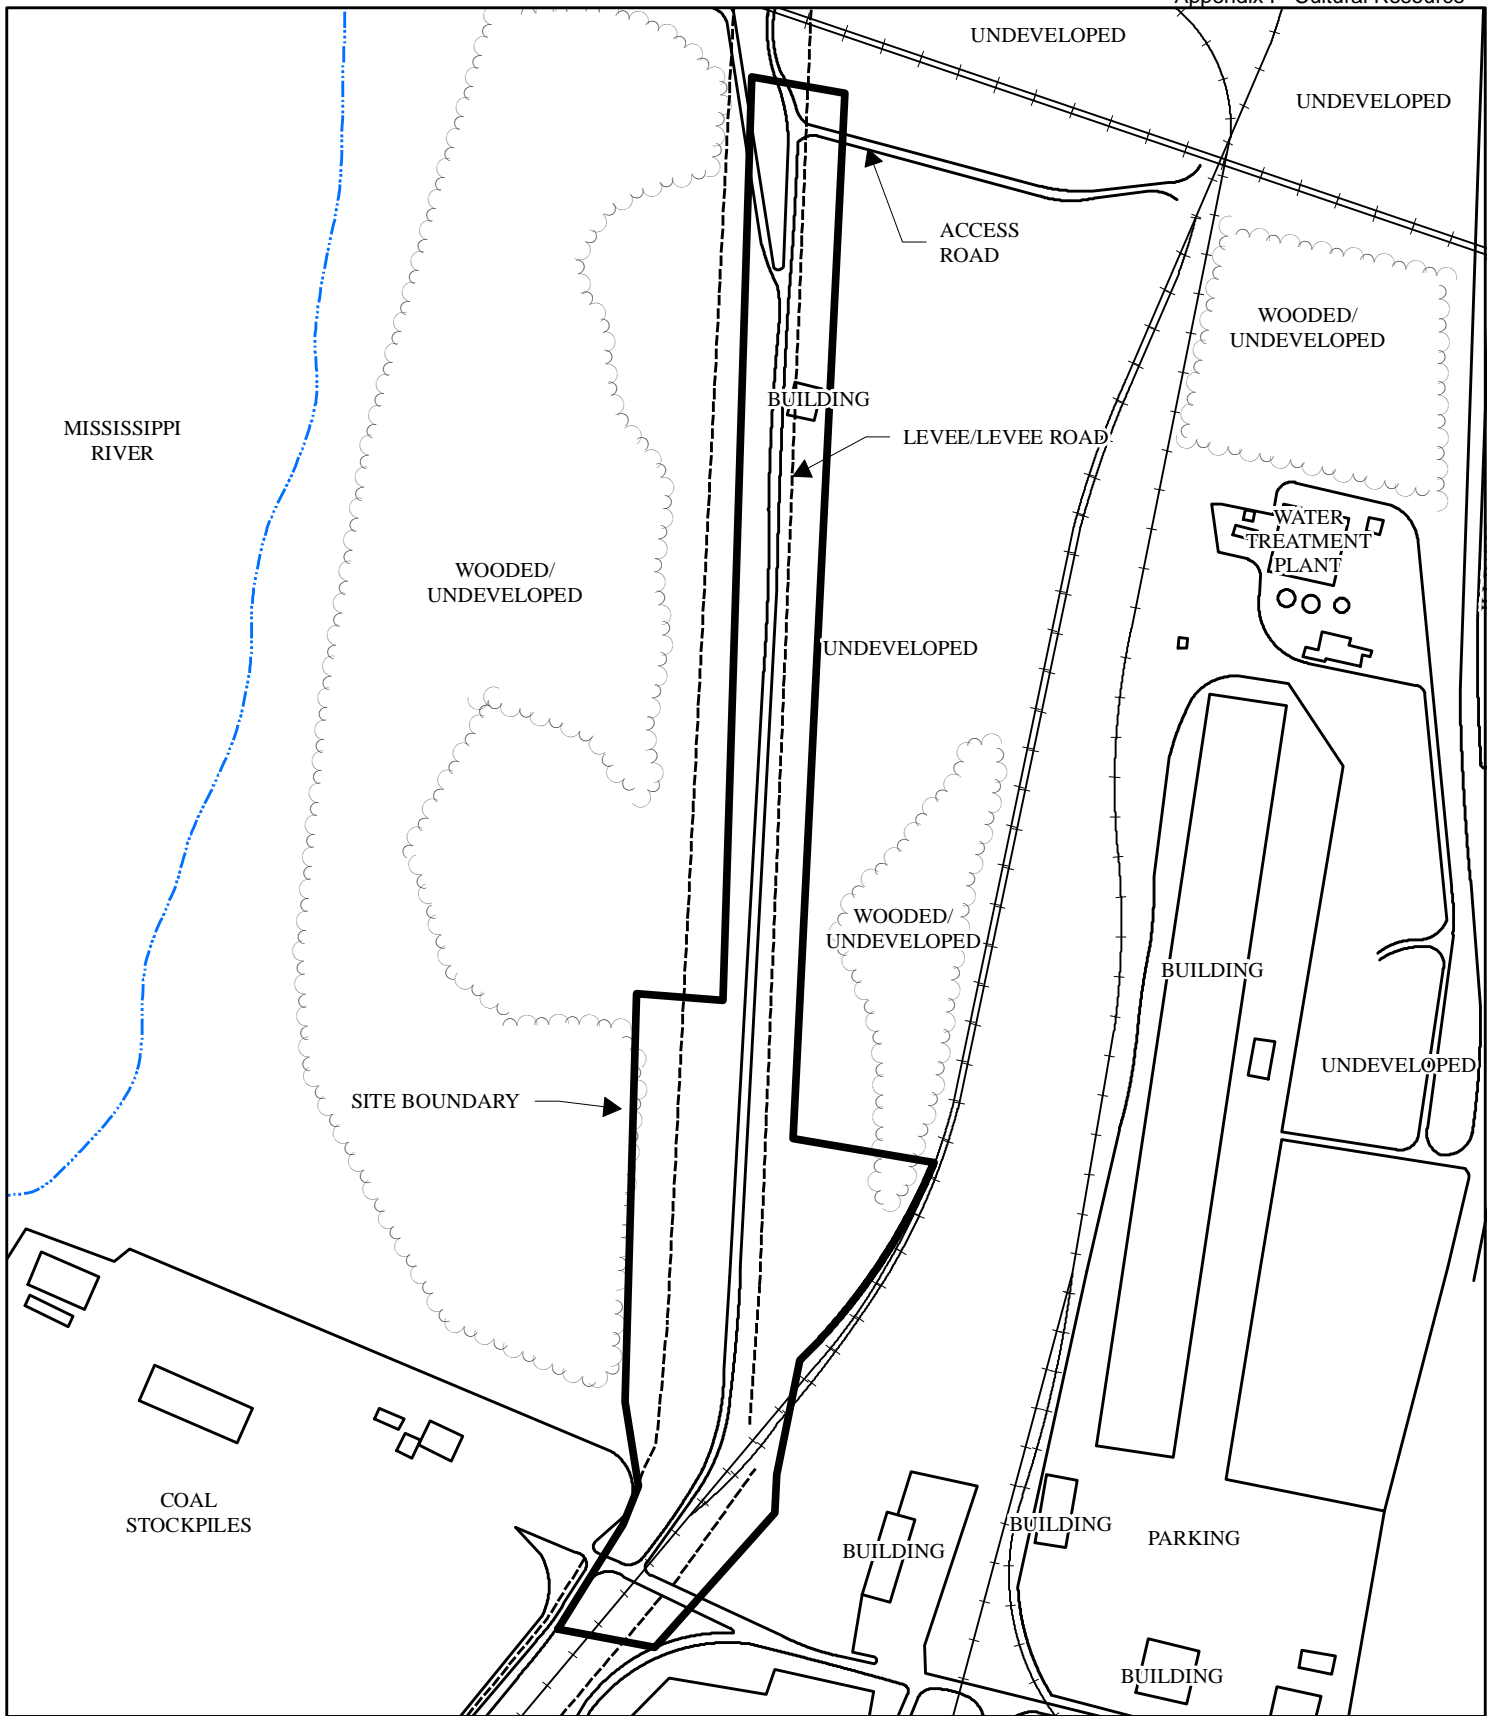 UNDEVELOPED
UNDEVELOPED
ACCESS
ROAD
WOODED/
UNDEVELOPED
BUILDING
MISSISSIPPI
RIVER
LEVEE/LEVEE ROAD
WATER
TREATMENT
PLANT
WOODED/
UNDEVELOPED
UNDEVELOPED
WOODED/
UNDEVELOPED
BUILDING
UNDEVELOPED
SITE BOUNDARY
COAL
STOCKPILES
BUILDING
BUILDING
PARKING
BUILDING